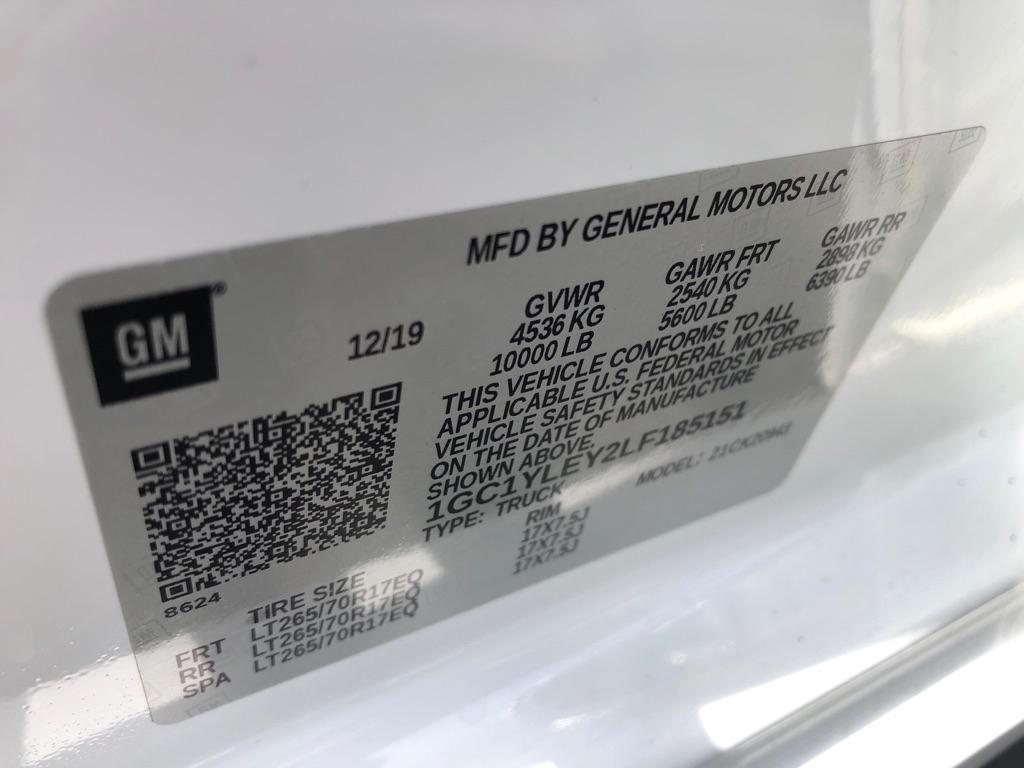 MFD BY GENERAL MOTORS LLC
GM®
12/19
GVWR
4536 KG
10000 LB
GAWR FRT
2540 KG
5600 LB
GAWR RR
2898 KG
6390 LB
THIS VEHICLE CONFORMS TO ALL
APPLICABLE U.S. FEDERAL MOTOR
VEHICLE SAFETY STANDARDS IN EFFECT
ON THE DATE OF MANUFACTURE
SHOWN ABOVE.
1GC1YLEY2LF185151
TYPE: TRUCK
MODEL: 21CK20943
8624
TIRE SIZE RIM
FRT LT265/70R17EQ 17X7.5J
RR LT265/70R17EQ 17X7.5J
SPA LT265/70R17EQ 17X7.5J